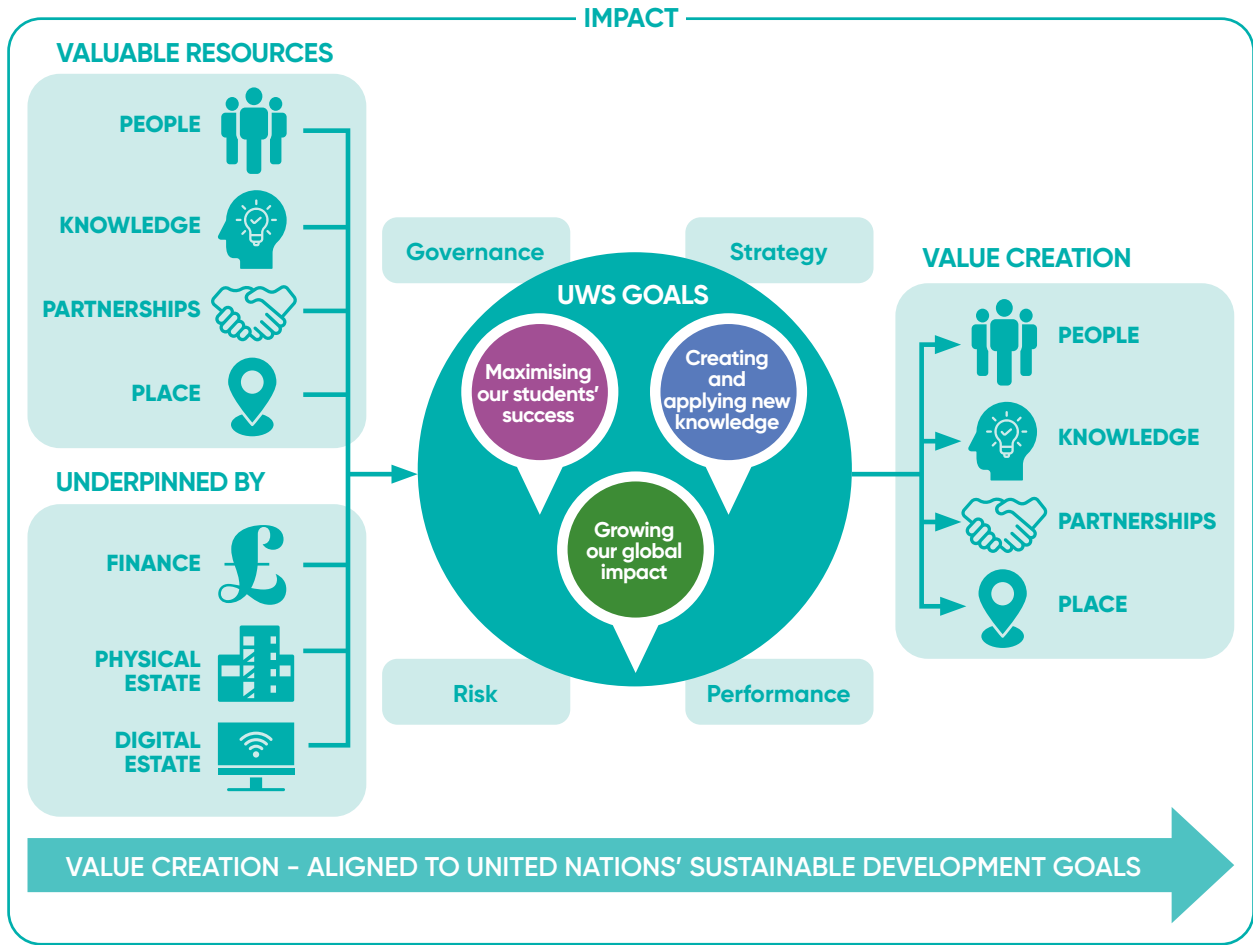 IMPACT
VALUABLE RESOURCES
PEOPLE
KNOWLEDGE
PARTNERSHIPS
PLACE
UNDERPINNED BY
FINANCE
£
PHYSICAL
ESTATE
DIGITAL
ESTATE
Governance
Strategy
UWS GOALS
Maximising
our students’
success
Creating
and
applying new
knowledge
Growing
our global
impact
Risk
Performance
VALUE CREATION
PEOPLE
KNOWLEDGE
PARTNERSHIPS
PLACE
VALUE CREATION – ALIGNED TO UNITED NATIONS’ SUSTAINABLE DEVELOPMENT GOALS